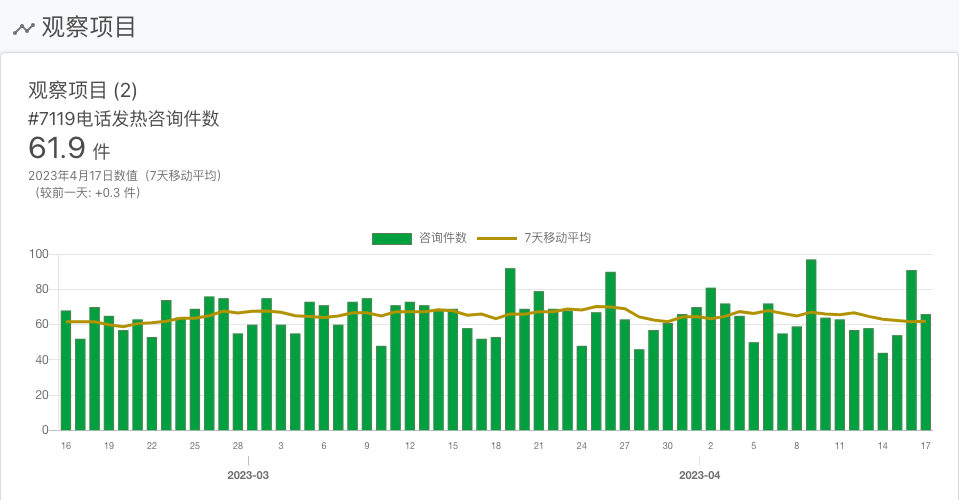 观察项目
观察项目 (2)
#7119电话发热咨询件数
61.9 件
2023年4月17日数值（7天移动平均）
（较前一天: +0.3 件）
咨询件数 7天移动平均
100
80
60
40
20
0
16 19 22 25 28 3 6 9 12 15 18 21 24 27 30 2 5 8 11 14 17
2023-03 2023-04